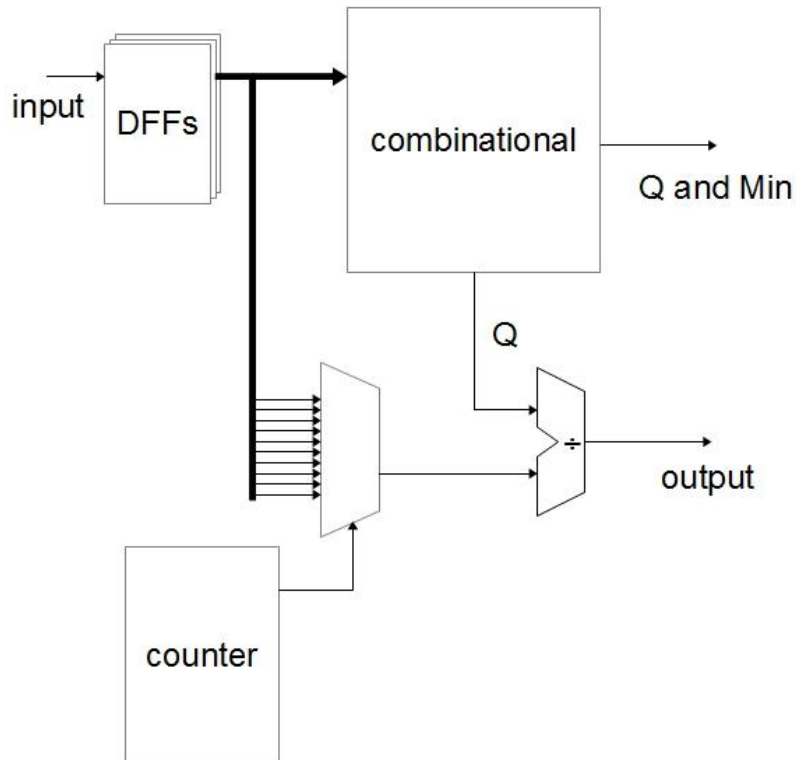 input
DFFs
combinational
Q and Min
Q
÷
output
counter